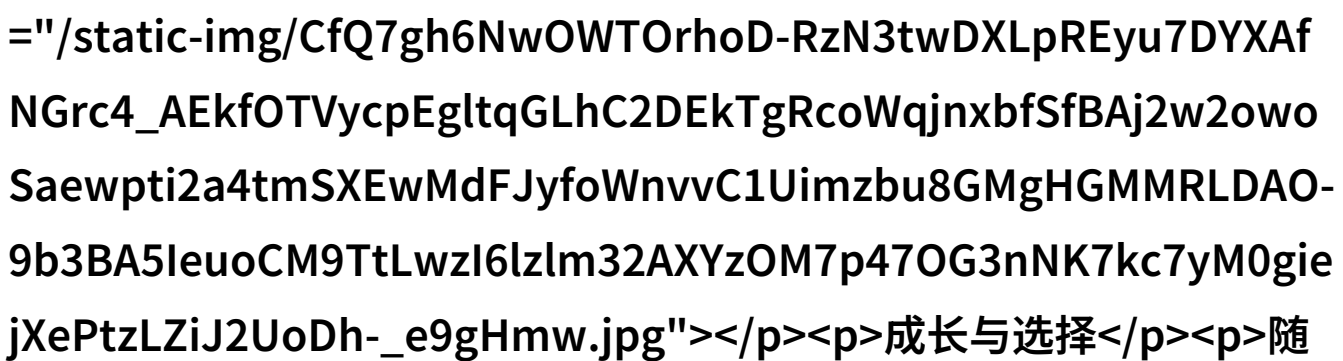 ="/static-img/CfQ7gh6NwOWTOrhoD-RzN3twDXLpREyu7DYXAf
NGrc4_AEkfOTVycpEgltqGLhC2DEkTgRcoWqjnxbfSfBAj2w2owo
Saewpti2a4tmSXEwMdFJyfoWnvvC1Uimzbu8GMgHGMMRLDAO-
9b3BA5IeuoCM9TtLwzI6lzlm32AXYzOM7p47OG3nNK7kc7yM0gie
jXePtzLZiJ2UoDh-_e9gHmw.jpg"></p><p>成长与选择</p><p>随